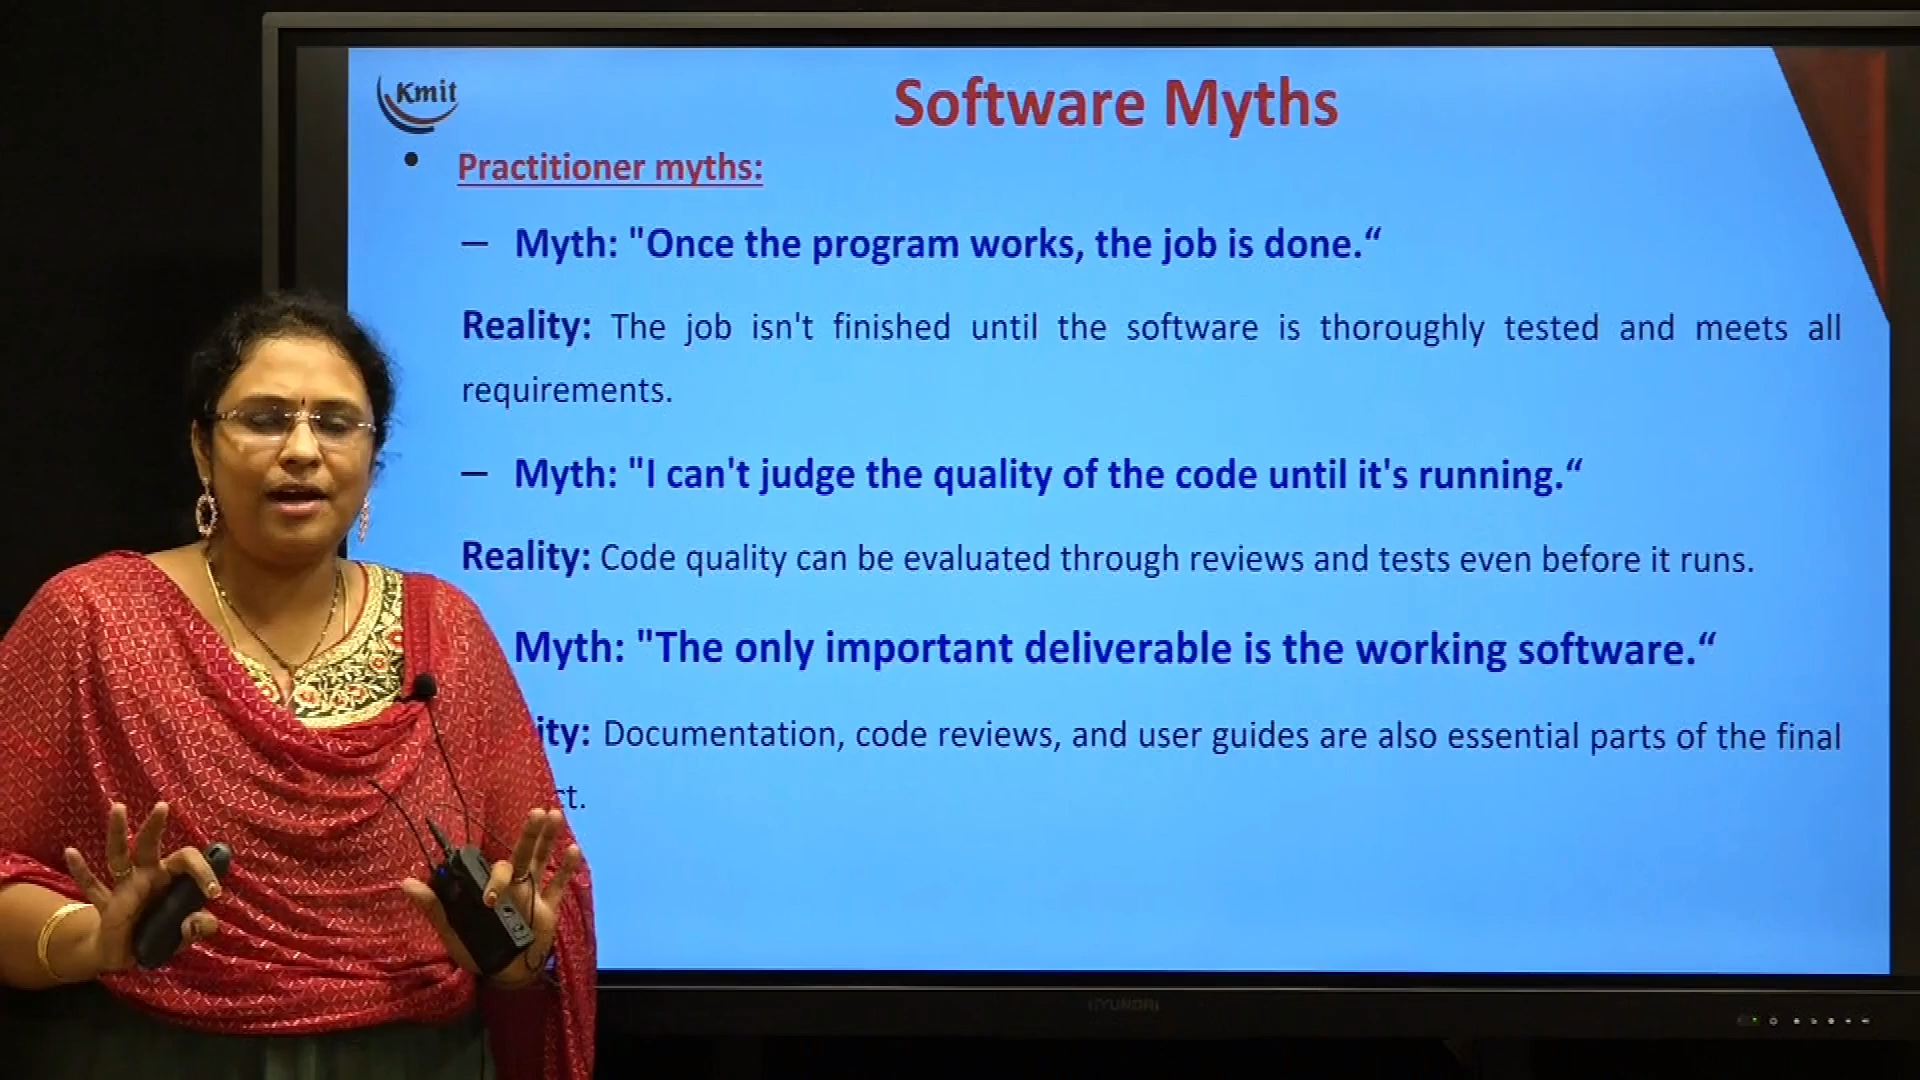 Kmit
Software Myths
• Practitioner myths:
– Myth: "Once the program works, the job is done.“
Reality: The job isn't finished until the software is thoroughly tested and meets all
requirements.
– Myth: "I can't judge the quality of the code until it's running.“
Reality: Code quality can be evaluated through reviews and tests even before it runs.
Myth: "The only important deliverable is the working software.“
ity: Documentation, code reviews, and user guides are also essential parts of the final
ct.
HYUNDAI